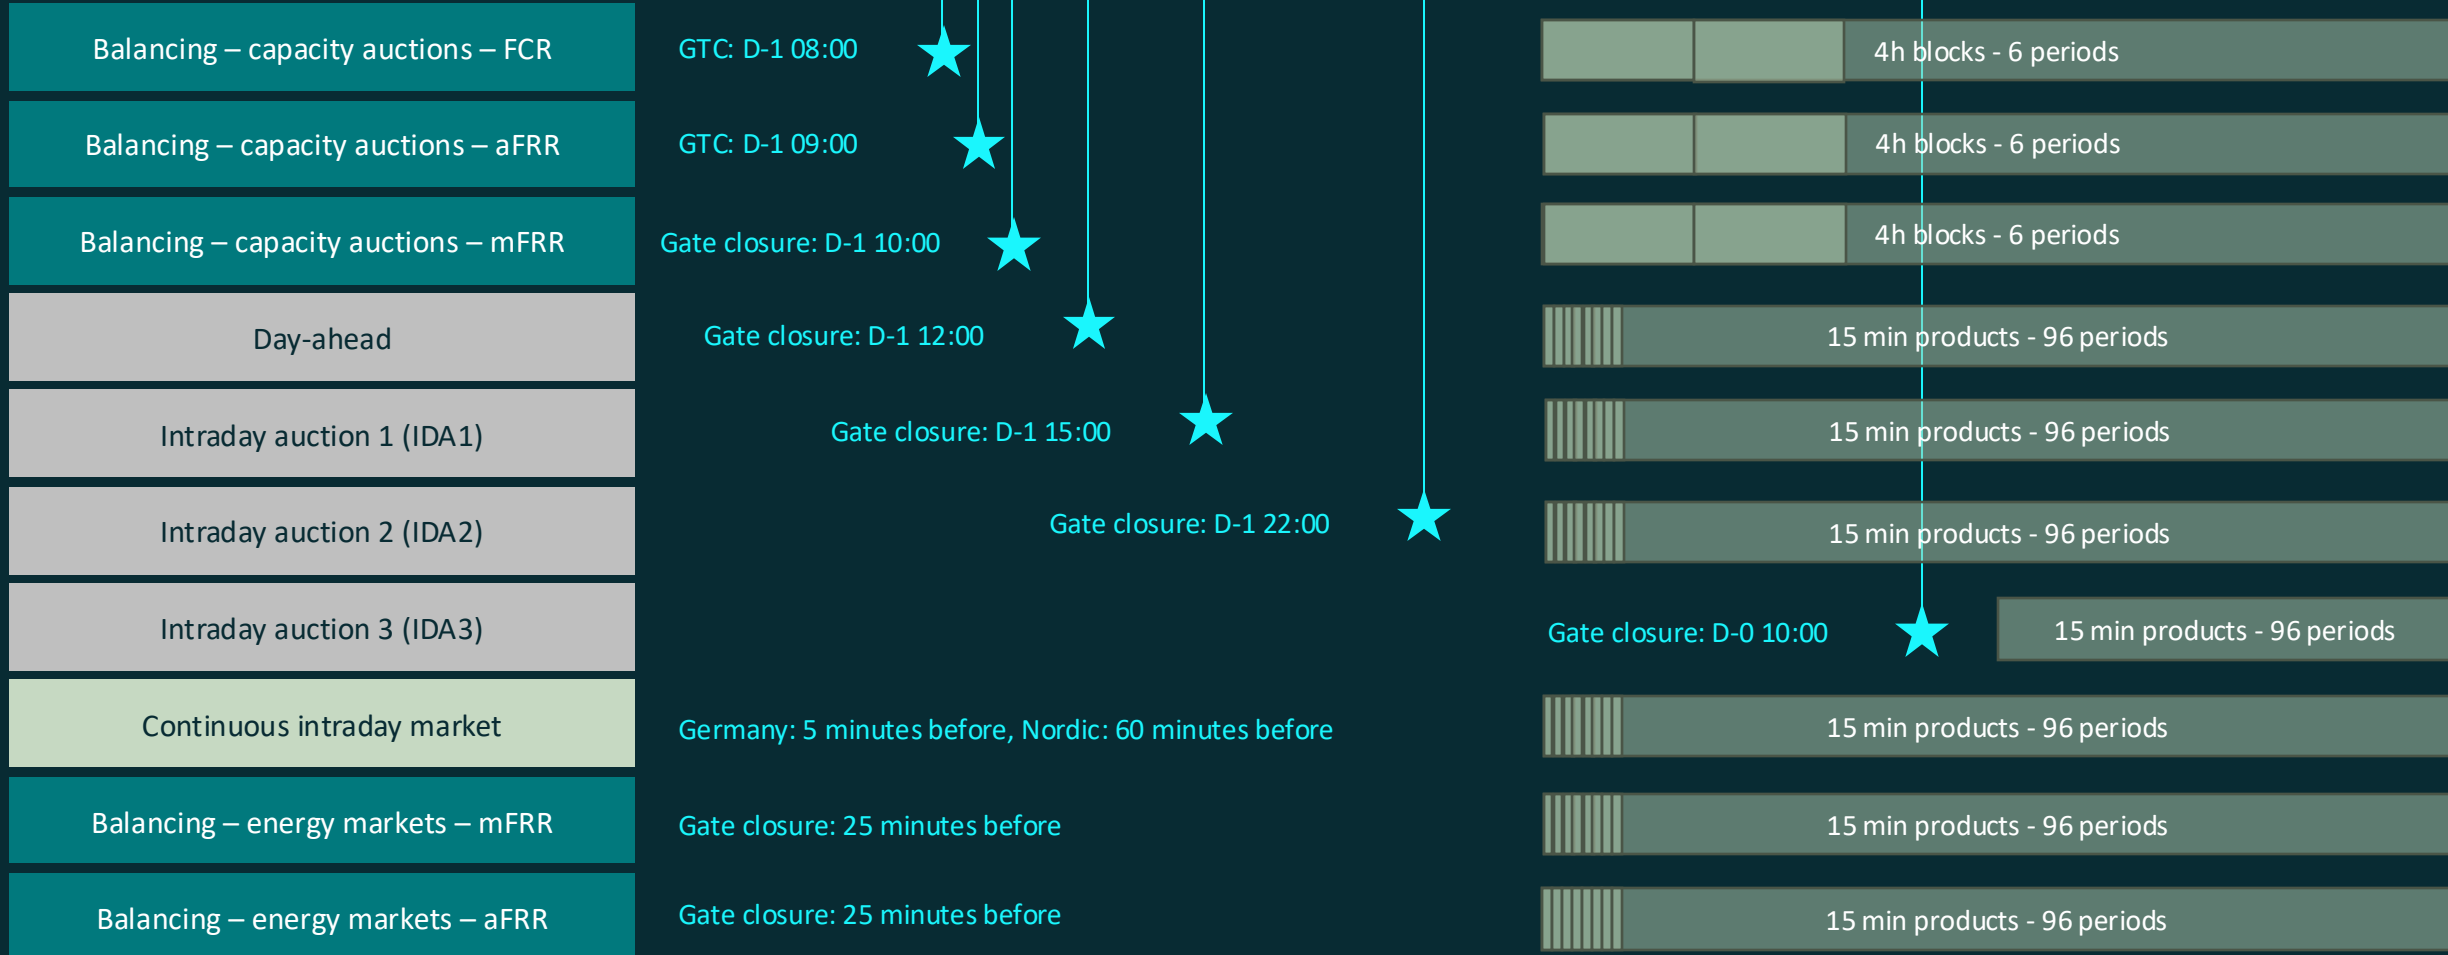 Balancing – capacity auctions – FCR
GTC: D-1 08:00
4h blocks - 6 periods
Balancing – capacity auctions – aFRR
GTC: D-1 09:00
4h blocks - 6 periods
Balancing – capacity auctions – mFRR
Gate closure: D-1 10:00
4h blocks - 6 periods
Day-ahead
Gate closure: D-1 12:00
15 min products - 96 periods
Intraday auction 1 (IDA1)
Gate closure: D-1 15:00
15 min products - 96 periods
Intraday auction 2 (IDA2)
Gate closure: D-1 22:00
15 min products - 96 periods
Intraday auction 3 (IDA3)
Gate closure: D-0 10:00
15 min products - 96 periods
Continuous intraday market
Germany: 5 minutes before, Nordic: 60 minutes before
15 min products - 96 periods
Balancing – energy markets – mFRR
Gate closure: 25 minutes before
15 min products - 96 periods
Balancing – energy markets – aFRR
Gate closure: 25 minutes before
15 min products - 96 periods